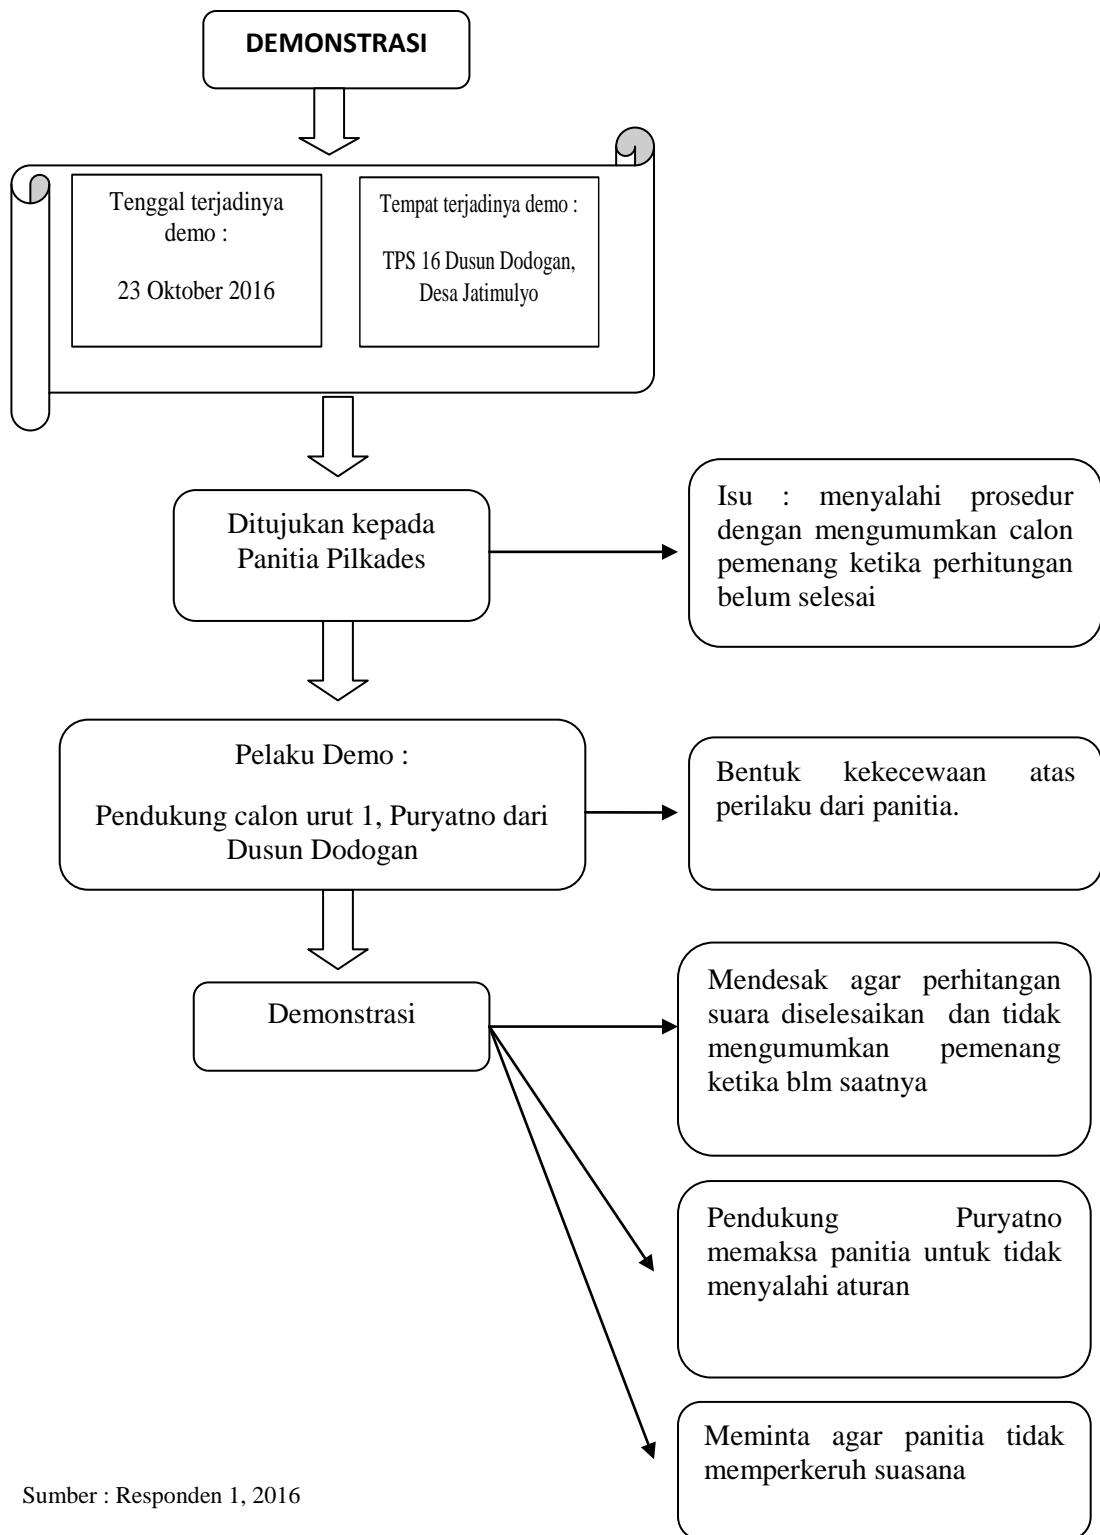 DEMONSTRASI
Tenggal terjadinya
demo :
23 Oktober 2016
Tempat terjadinya demo :
TPS 16 Dusun Dodogan,
Desa Jatimulyo
Ditujukan kepada
Panitia Pilkades
Isu : menyalahi prosedur
dengan mengumumkan calon
pemenang ketika perhitungan
belum selesai
Pelaku Demo :
Pendukung calon urut 1, Puryatno dari
Dusun Dodogan
Bentuk kekecewaan atas
perilaku dari panitia.
Demonstrasi
Mendesak agar perhitangan
suara diselesaikan dan tidak
mengumumkan pemenang
ketika blm saatnya
Pendukung Puryatno
memaksa panitia untuk tidak
menyalahi aturan
Meminta agar panitia tidak
memperkeruh suasana
Sumber : Responden 1, 2016